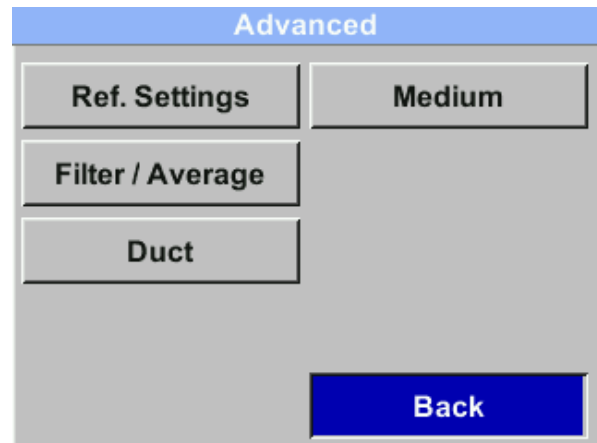 Advanced
Ref. Settings
Medium
Filter / Average
Duct
Back